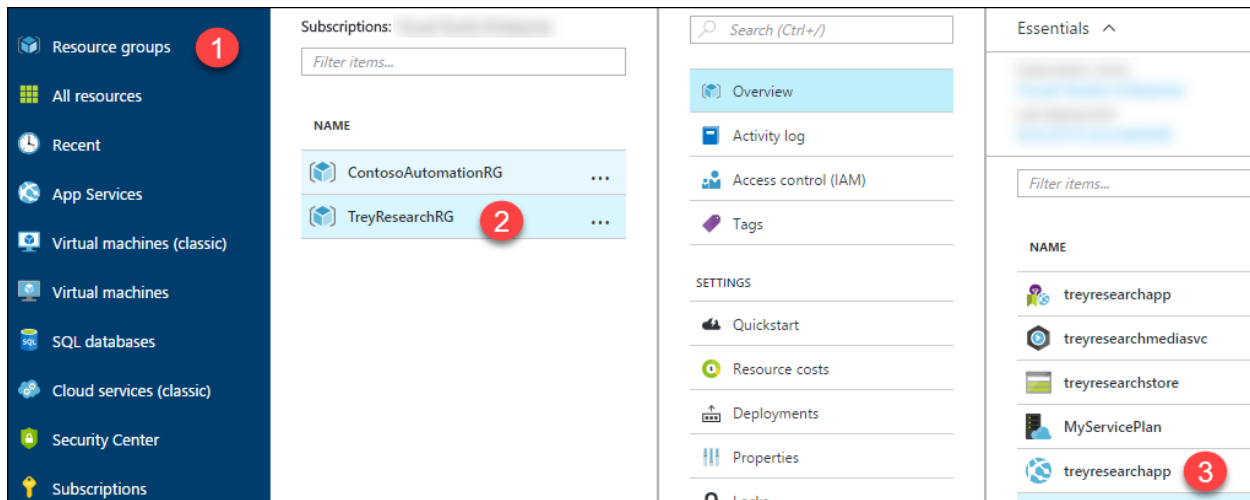 Resource groups
1
All resources
Recent
App Services
Virtual machines (classic)
Virtual machines
SQL databases
Cloud services (classic)
Security Center
Subscriptions
Subscriptions:
Filter items...
NAME
ContosoAutomationRG
...
TreyResearchRG
2
...
Search (Ctrl+/)
Overview
Activity log
Access control (IAM)
Tags
SETTINGS
Quickstart
Resource costs
Deployments
Properties
Locks
Essentials
Filter items...
NAME
treyresearchapp
treyresearchmediasvc
treyresearchstore
MyServicePlan
treyresearchapp
3